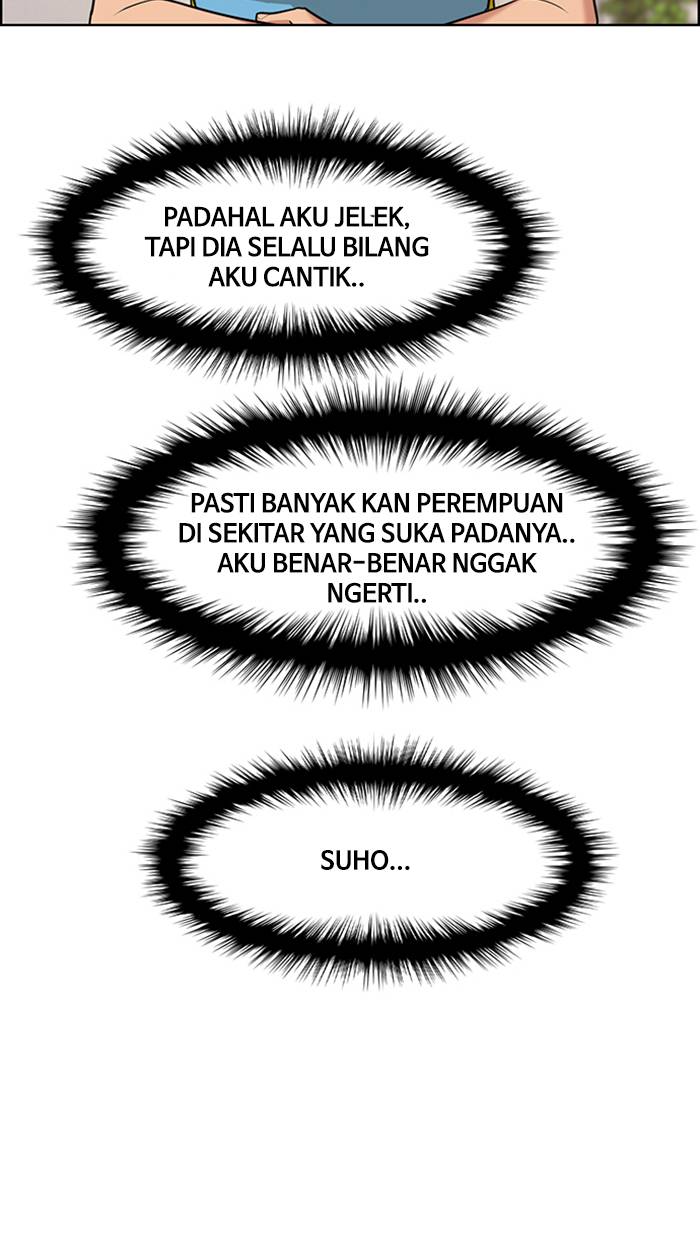 PADAHAL AKU JELEK,
TAPI DIA SELALU BILANG
AKU CANTIK..
PASTI BANYAK KAN PEREMPUAN
DI SEKITAR YANG SUKA PADANYA..
AKU BENAR-BENAR NGGAK
NGERTI..
SUHO...